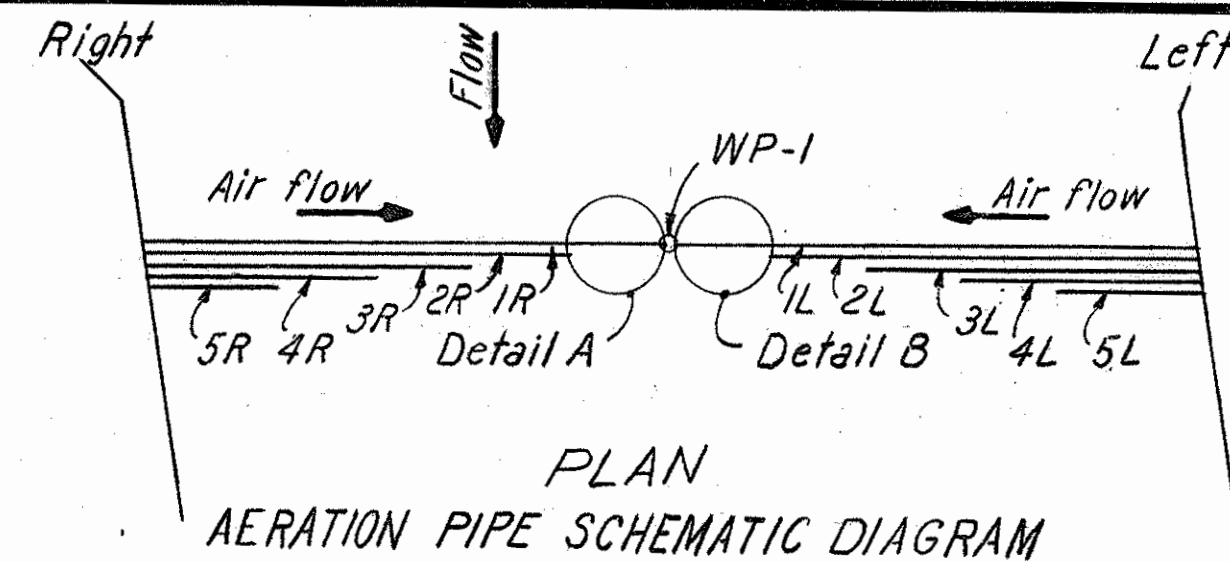 Right
Flow
Left
WP-1
Air flow
Air flow
5R 4R 3R 2R 1R
1L 2L 3L 4L 5L
Detail A
Detail B
PLAN
AERATION PIPE SCHEMATIC DIAGRAM